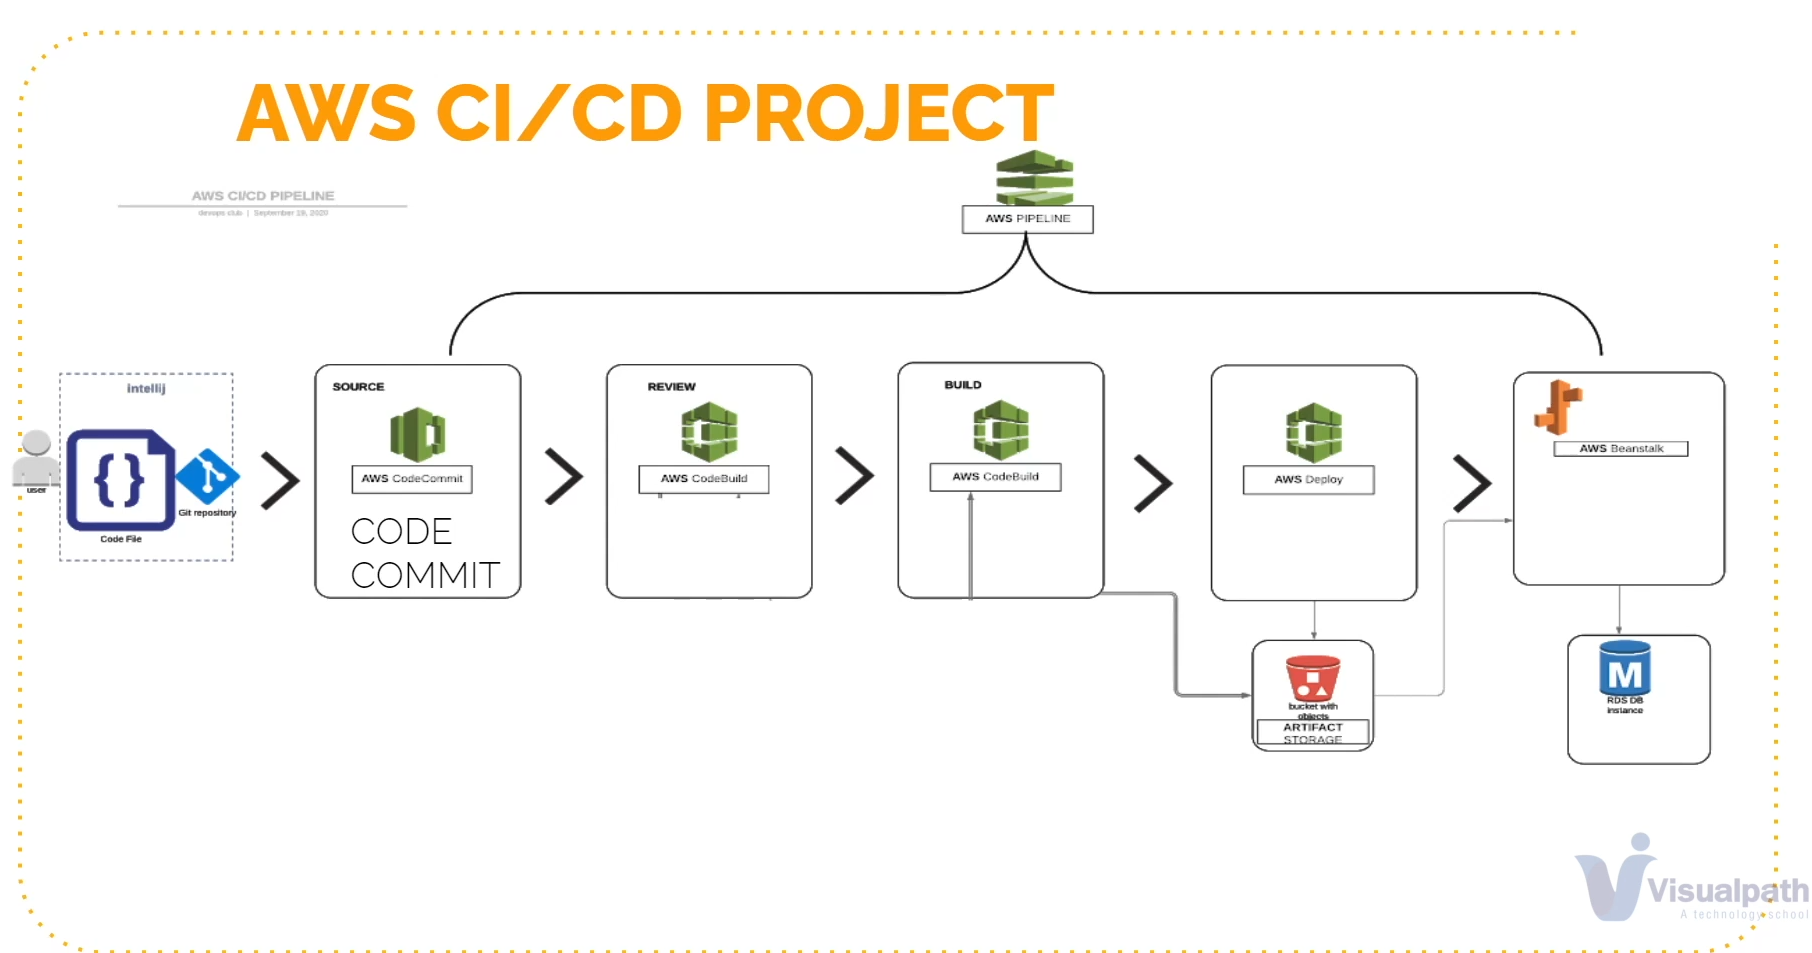 AWS CI/CD PROJECT
AWS CI/CD PIPELINE
devops club | September 19, 2020
AWS PIPELINE
intellij
user
Code File
Git repository
SOURCE
AWS CodeCommit
CODE
COMMIT
REVIEW
AWS CodeBuild
BUILD
AWS CodeBuild
AWS Deploy
AWS Beanstalk
bucket with
objects
ARTIFACT
STORAGE
M
RDS DB
instance
Visualpath
A technology school